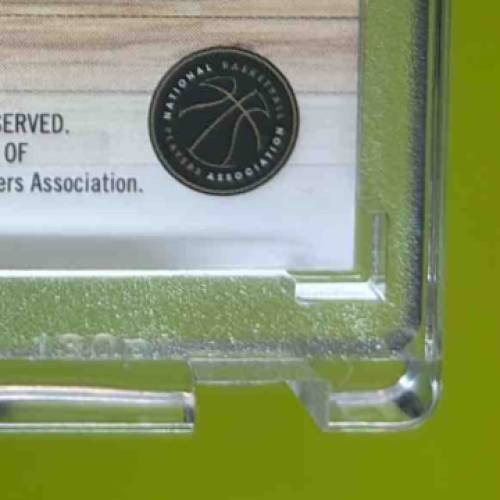 NATIONAL BASKETBALL
PLAYERS ASSOCIATION
SERVED.
OF
ers Association.